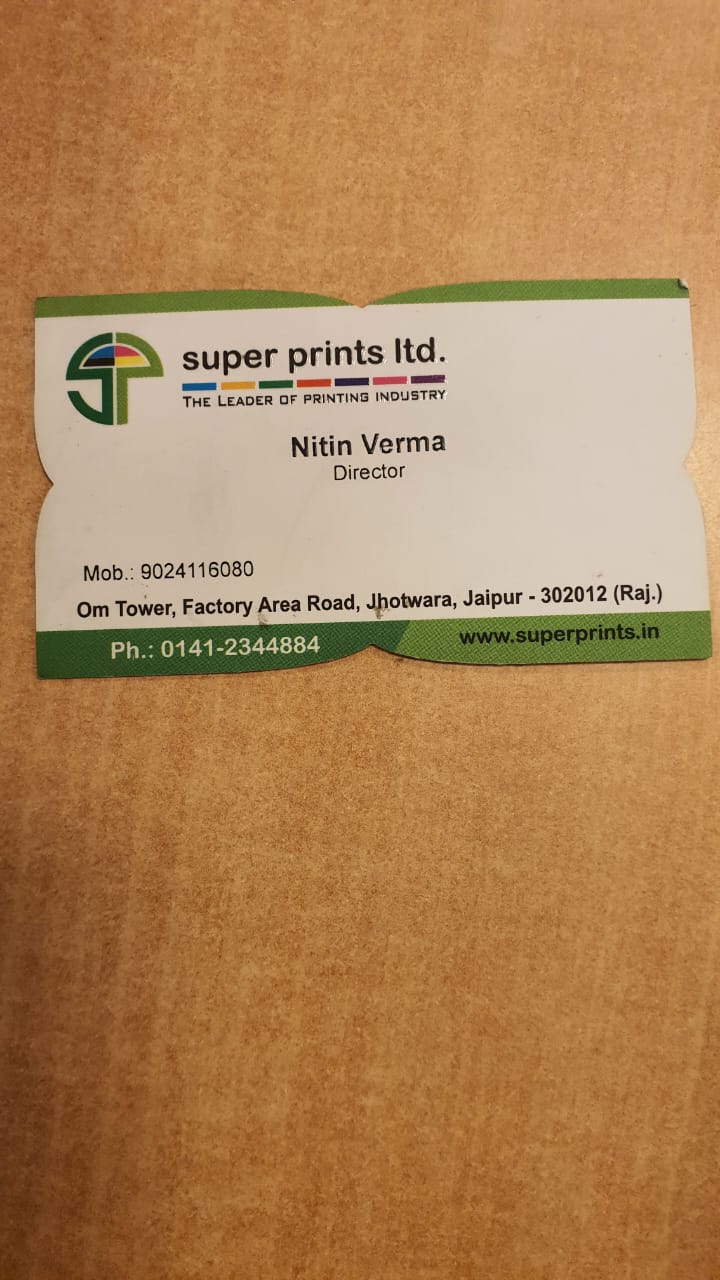 super prints ltd.
THE LEADER OF PRINTING INDUSTRY
Nitin Verma
Director
Mob.: 9024116080
Om Tower, Factory Area Road, Jhotwara, Jaipur - 302012 (Raj.)
Ph.: 0141-2344884
www.superprints.in